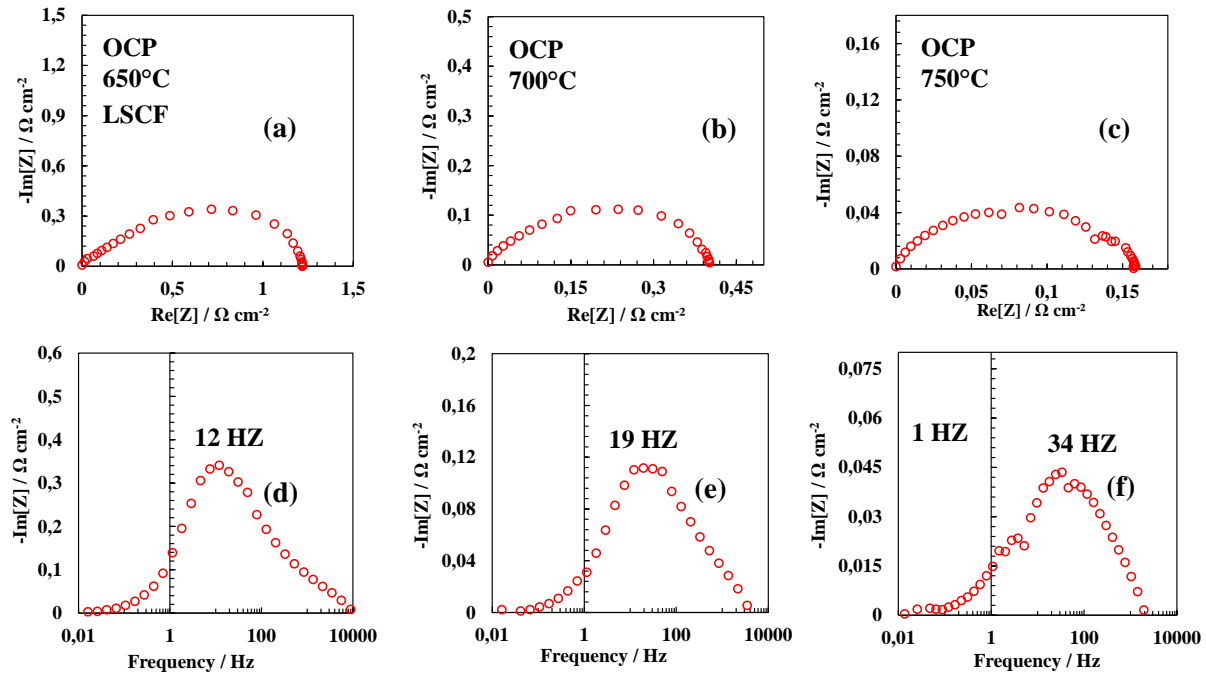 1,5
1,2
0,9
0,6
0,3
0
-Im[Z] / Ω cm-2
OCP
650°C
LSCF
(a)
0
0,5
1
1,5
Re[Z] / Ω cm-2
0,5
0,4
0,3
0,2
0,1
0
-Im[Z] / Ω cm-2
OCP
700°C
(b)
0
0,15
0,3
0,45
Re[Z] / Ω cm-2
0,16
0,12
0,08
0,04
0
-Im[Z] / Ω cm-2
OCP
750°C
(c)
0
0,05
0,1
0,15
Re[Z] / Ω cm-2
0,6
0,5
0,4
0,3
0,2
0,1
0
-Im[Z] / Ω cm-2
12 HZ
(d)
0,01
1
100
10000
Frequency / Hz
0,2
0,16
0,12
0,08
0,04
0
-Im[Z] / Ω cm-2
19 HZ
(e)
0,01
1
100
10000
Frequency / Hz
0,075
0,06
0,045
0,03
0,015
0
-Im[Z] / Ω cm-2
1 HZ
34 HZ
(f)
0,01
1
100
10000
Frequency / Hz